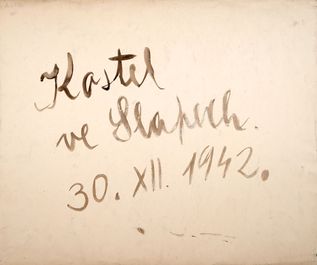 Kostel
ve Slapech.
30. XII. 1942.